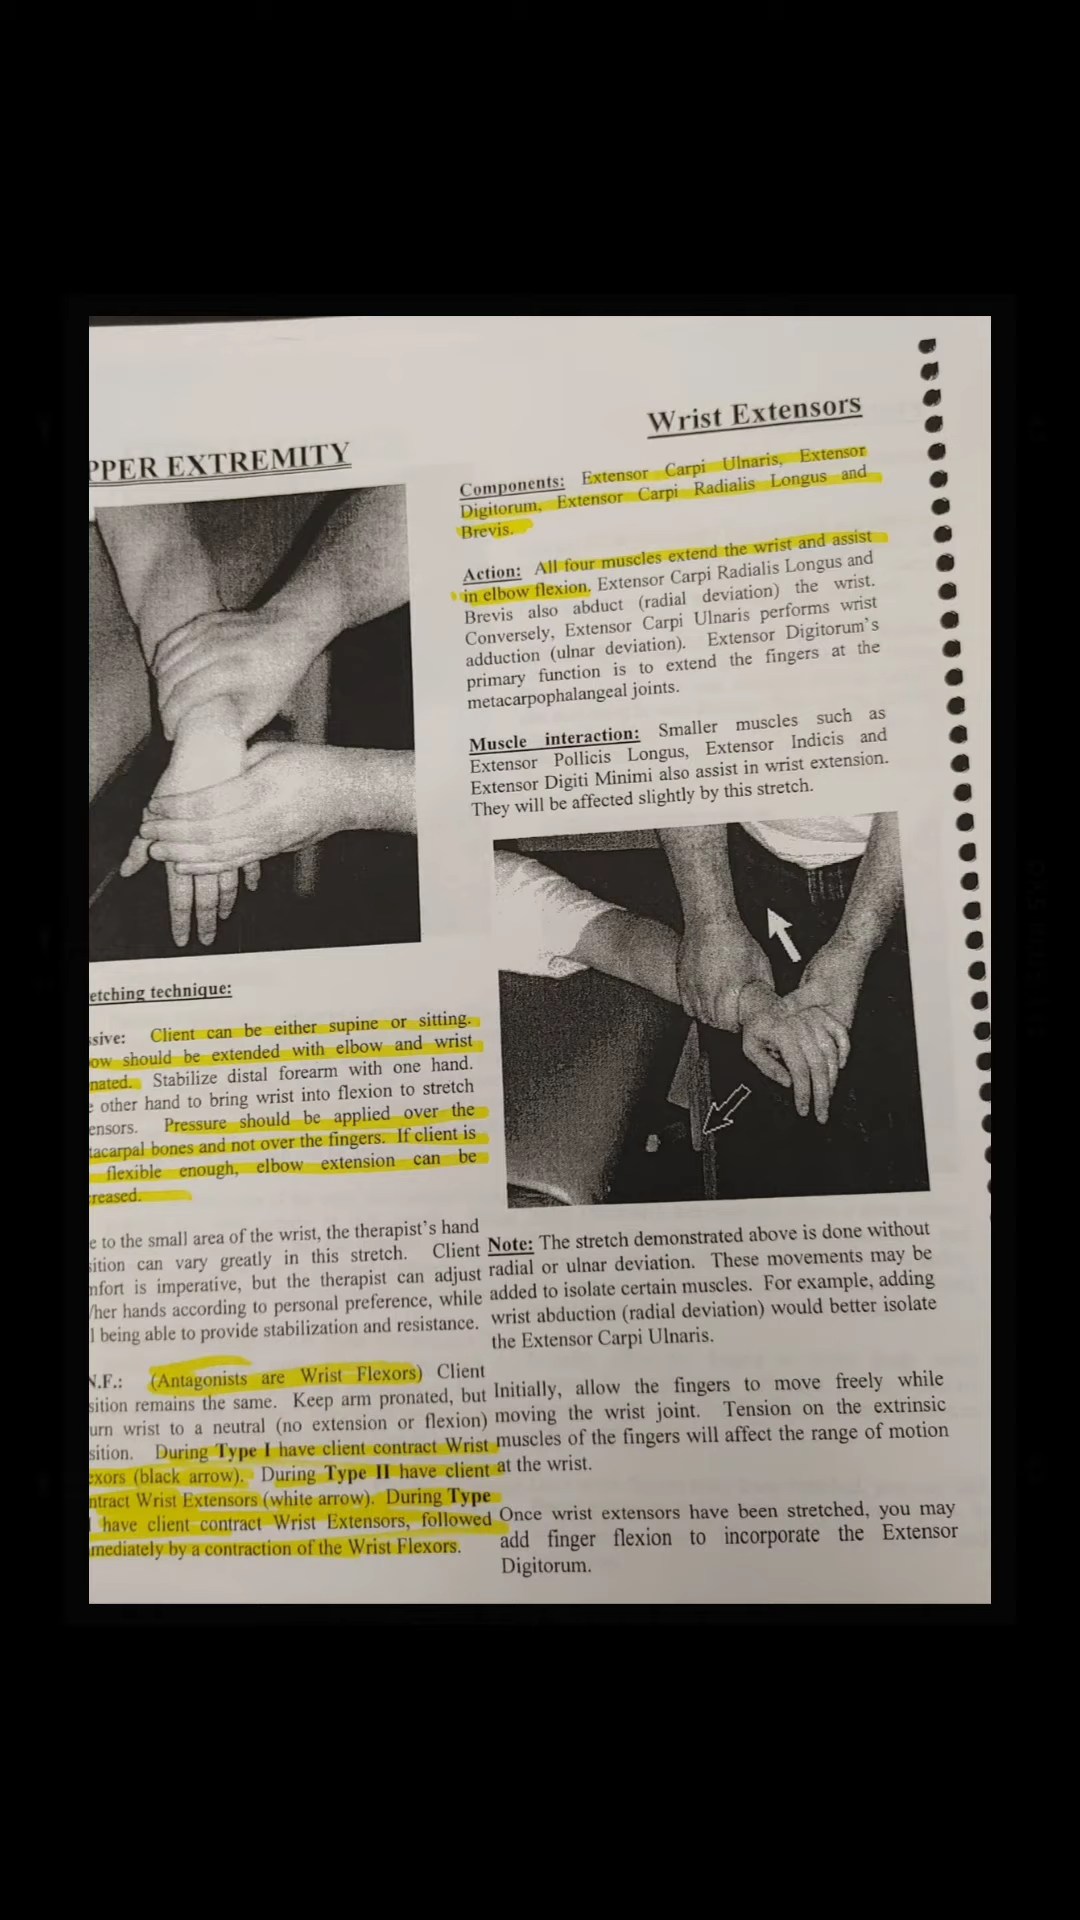 PPER EXTREMITY
etching technique:
sive: Client can be either supine or sitting.
ow should be extended with elbow and wrist
nated. Stabilize distal forearm with one hand.
other hand to bring wrist into flexion to stretch
ensors. Pressure should be applied over the
tacarpal bones and not over the fingers. If client is
flexible enough, elbow extension can be
reased.
e to the small area of the wrist, the therapist's hand
sition can vary greatly in this stretch. Client
nfort is imperative, but the therapist can adjust
/her hands according to personal preference, while
l being able to provide stabilization and resistance.
N.F.: (Antagonists are Wrist Flexors) Client
sition remains the same. Keep arm pronated, but
urn wrist to a neutral (no extension or flexion)
sition. During Type I have client contract Wrist
exors (black arrow). During Type II have client
ntract Wrist Extensors (white arrow). During Type
have client contract Wrist Extensors, followed
mediately by a contraction of the Wrist Flexors.
Wrist Extensors
Components: Extensor Carpi Ulnaris, Extensor
Digitorum, Extensor Carpi Radialis Longus and
Brevis.
Action: All four muscles extend the wrist and assist
in elbow flexion. Extensor Carpi Radialis Longus and
Brevis also abduct (radial deviation) the wrist.
Conversely, Extensor Carpi Ulnaris performs wrist
adduction (ulnar deviation). Extensor Digitorum's
primary function is to extend the fingers at the
metacarpophalangeal joints.
Muscle interaction: Smaller muscles such as
Extensor Pollicis Longus, Extensor Indicis and
Extensor Digiti Minimi also assist in wrist extension.
They will be affected slightly by this stretch.
Note: The stretch demonstrated above is done without
radial or ulnar deviation. These movements may be
added to isolate certain muscles. For example, adding
wrist abduction (radial deviation) would better isolate
the Extensor Carpi Ulnaris.
Initially, allow the fingers to move freely while
moving the wrist joint. Tension on the extrinsic
muscles of the fingers will affect the range of motion
at the wrist.
Once wrist extensors have been stretched, you may
add finger flexion to incorporate the Extensor
Digitorum.